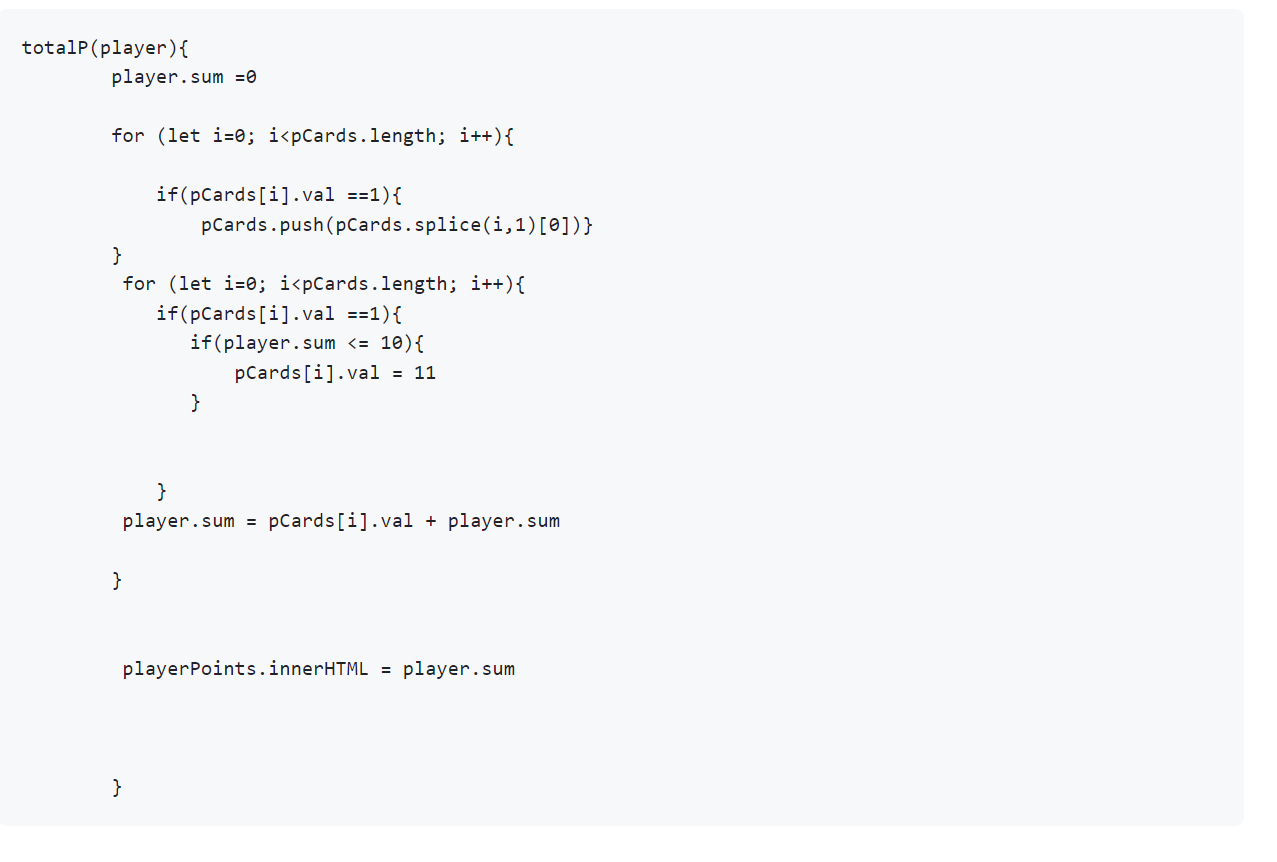 totalP(player){
player.sum =0
for (let i=0; i<pCards.length; i++){
if(pCards[i].val ==1){
pCards.push(pCards.splice(i,1)[0])}
}
for (let i=0; i<pCards.length; i++){
if(pCards[i].val ==1){
if(player.sum <= 10){
pCards[i].val = 11
}
}
player.sum = pCards[i].val + player.sum
}
playerPoints.innerHTML = player.sum
}